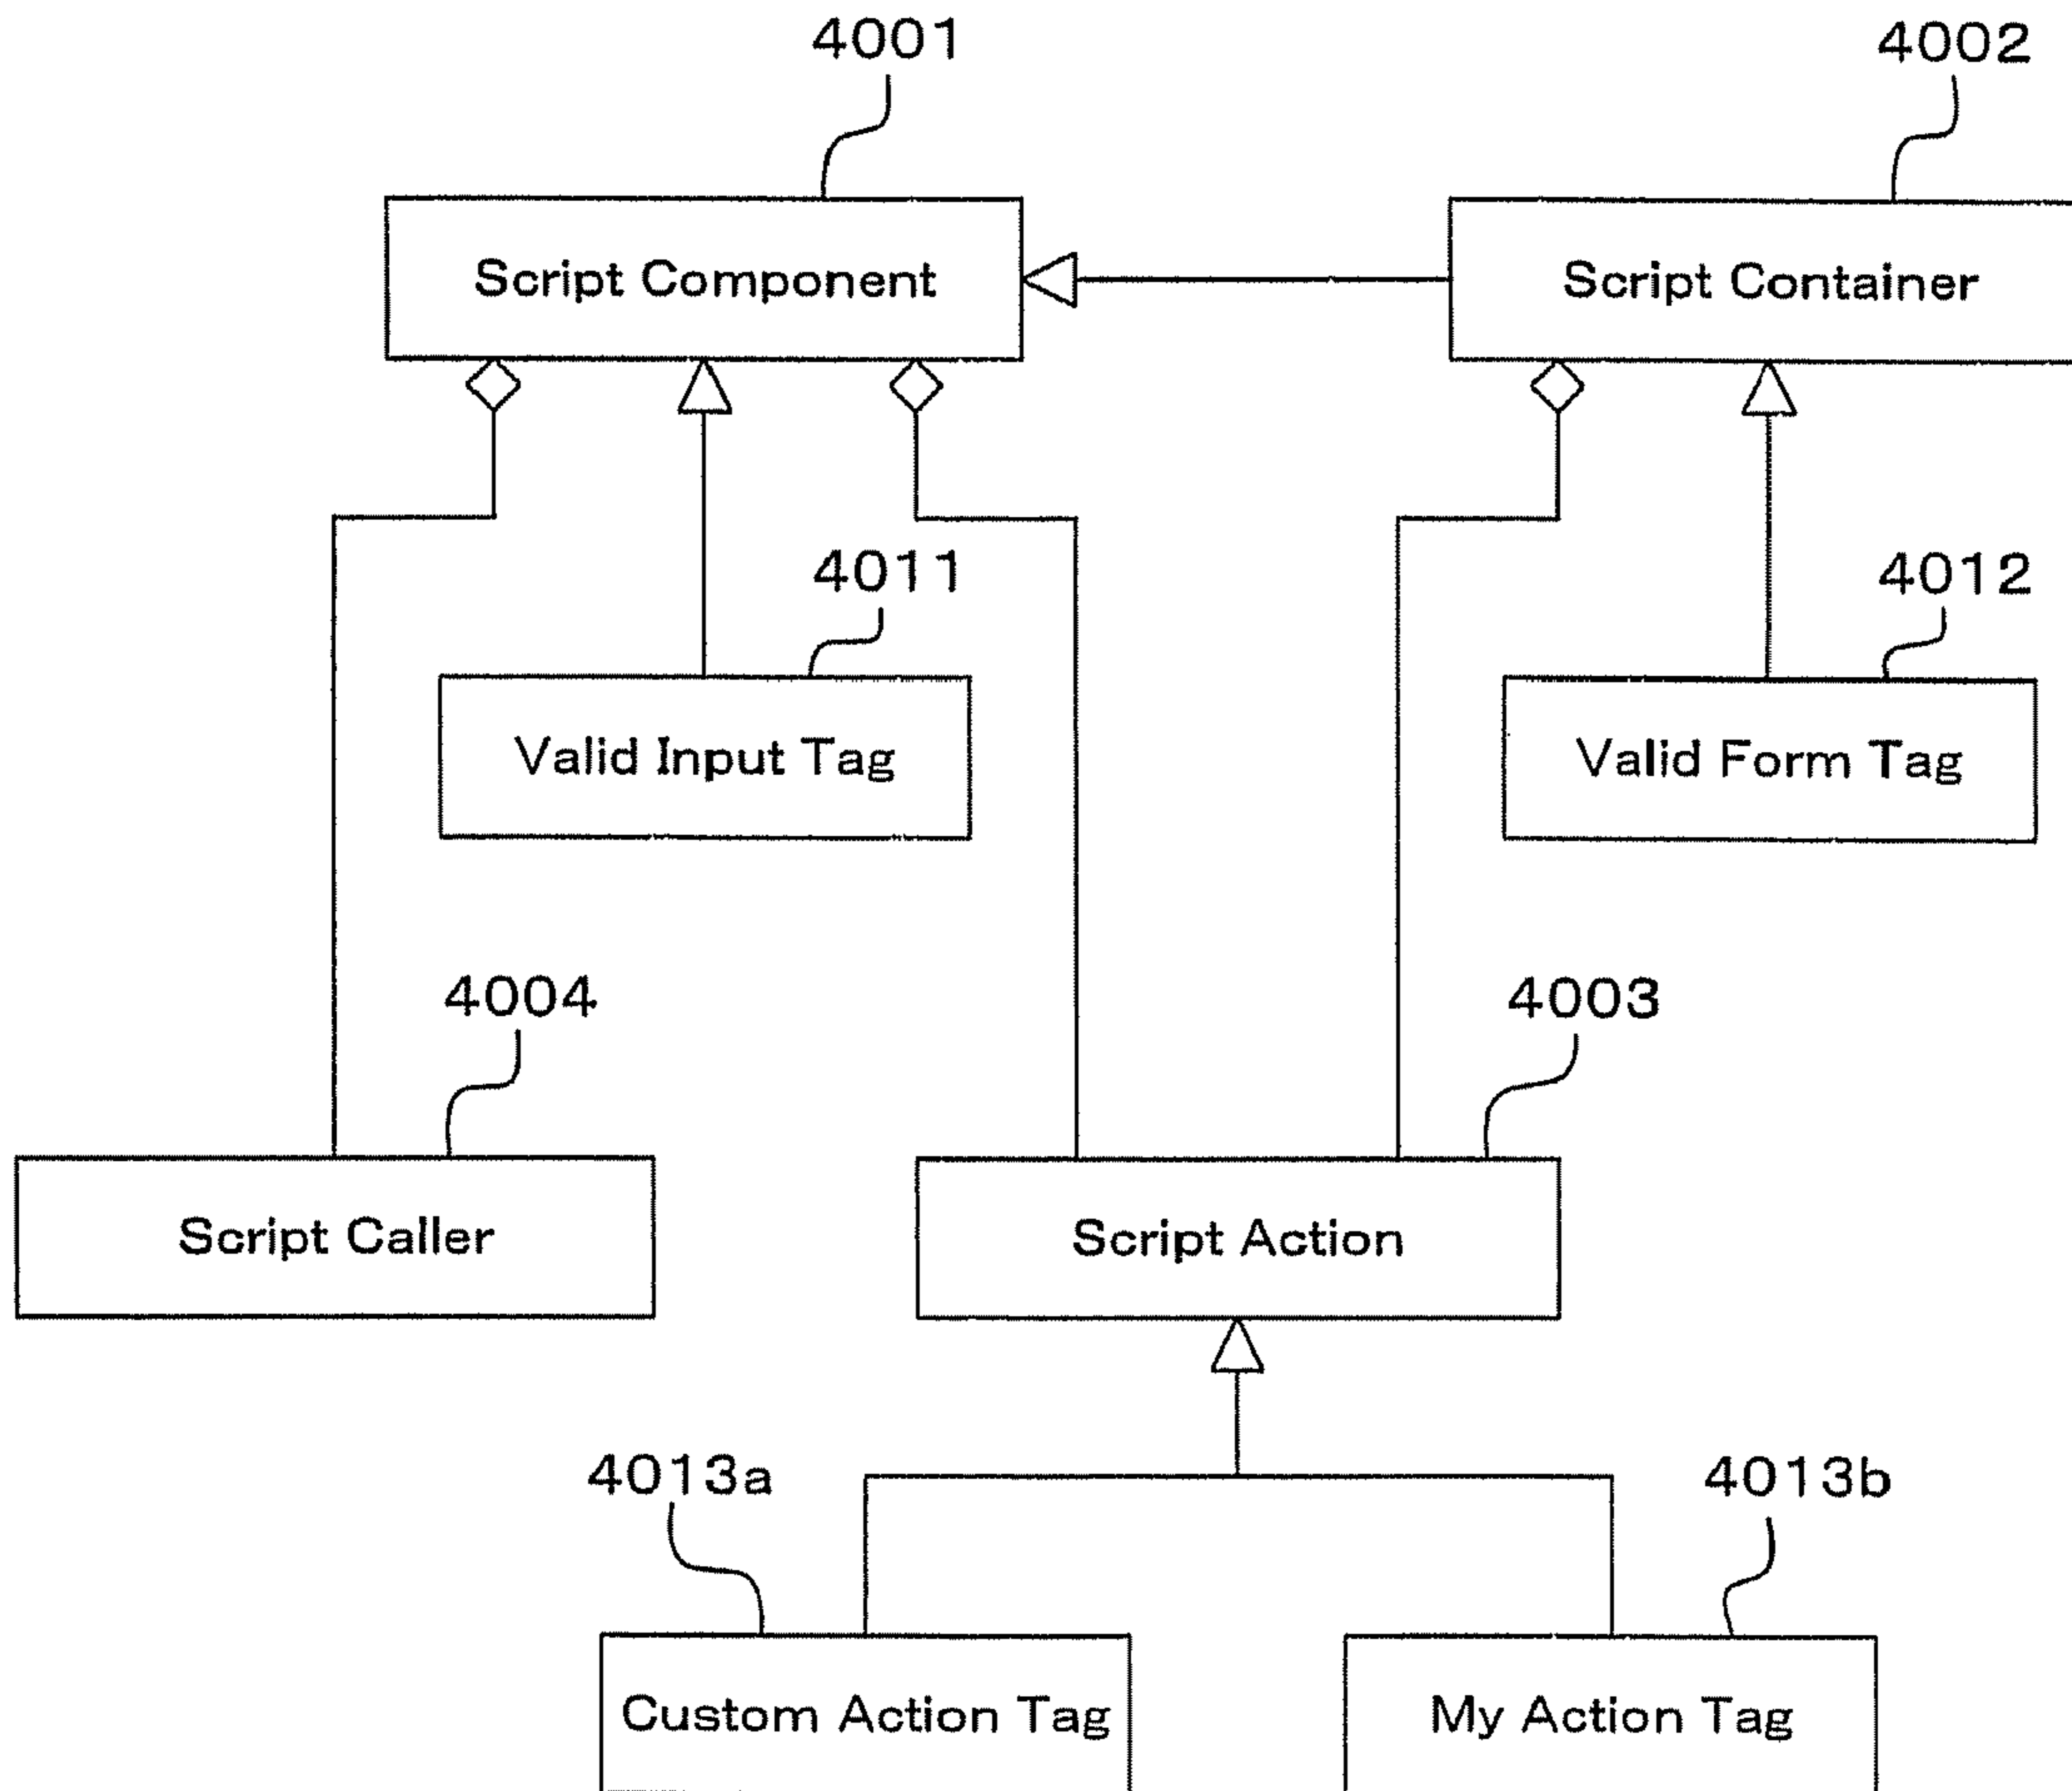 4001
4002
Script Component
Script Container
4011
4012
Valid Input Tag
Valid Form Tag
4004
4003
Script Caller
Script Action
4013a
4013b
Custom Action Tag
My Action Tag